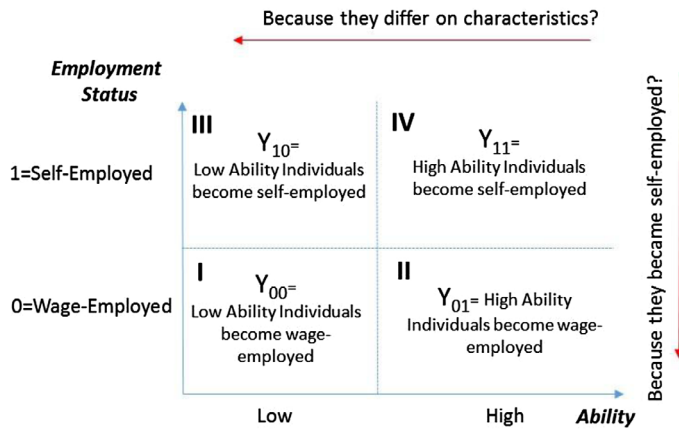 Because they differ on characteristics?
Employment
Status
III
Y10=
Low Ability Individuals
become self-employed
IV
Y11=
High Ability Individuals
become self-employed
1=Self-Employed
I
Y00=
Low Ability Individuals
become wage-
employed
II
Y01= High Ability
Individuals become wage-
employed
0=Wage-Employed
Low
High
Ability
Because they became self-employed?